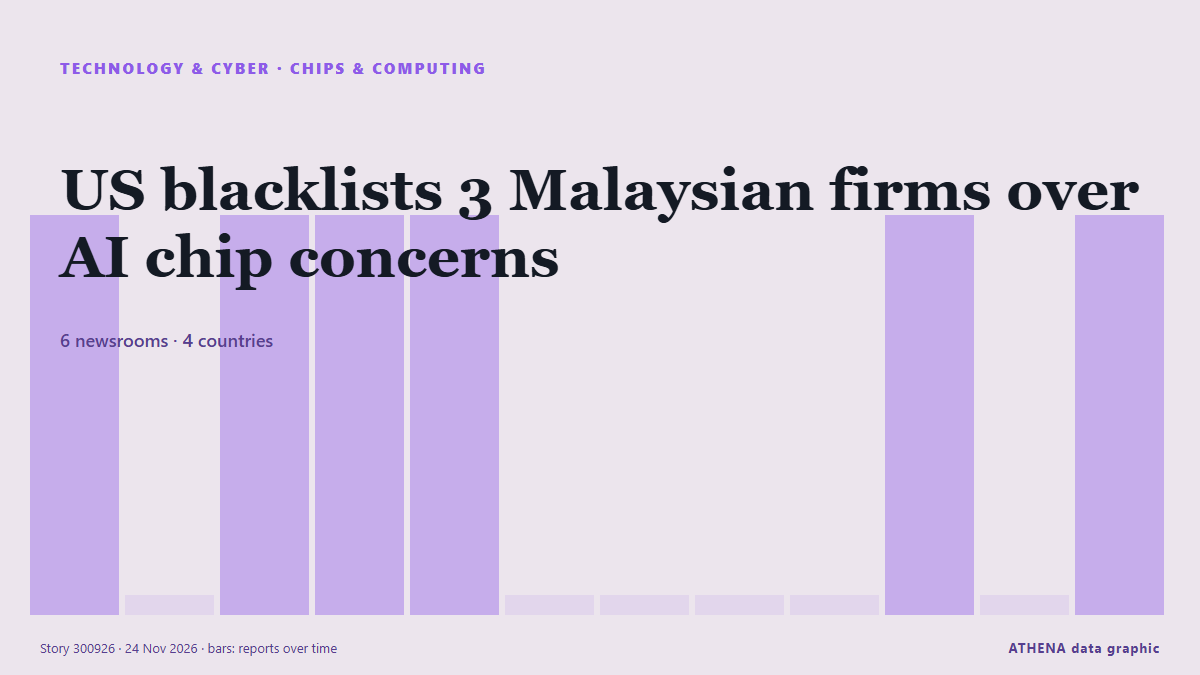 TECHNOLOGY & CYBER · CHIPS & COMPUTING
US blacklists 3 Malaysian firms over
AI chip concerns
6 newsrooms · 4 countries
Story 300926 · 24 Nov 2026 · bars: reports over time
ATHENA data graphic